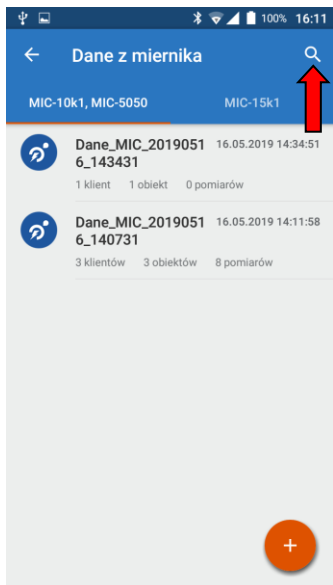 100% 16:11
Dane z miernika
MIC-10k1, MIC-5050 MIC-15k1
Dane_MIC_2019051 16.05.2019 14:34:51
6_143431
1 klient 1 obiekt 0 pomiarów
Dane_MIC_2019051 16.05.2019 14:11:58
6_140731
3 klientów 3 obiektów 8 pomiarów
+